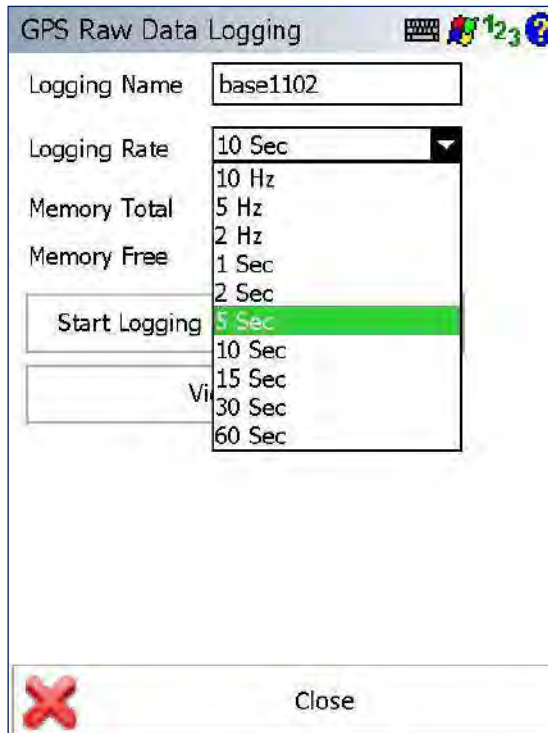 GPS Raw Data Logging 123 ?
Logging Name base1102
Logging Rate 10 Sec
10 Hz
Memory Total 5 Hz
2 Hz
Memory Free 1 Sec
2 Sec
Start Logging 5 Sec
10 Sec
15 Sec
30 Sec
60 Sec
Close